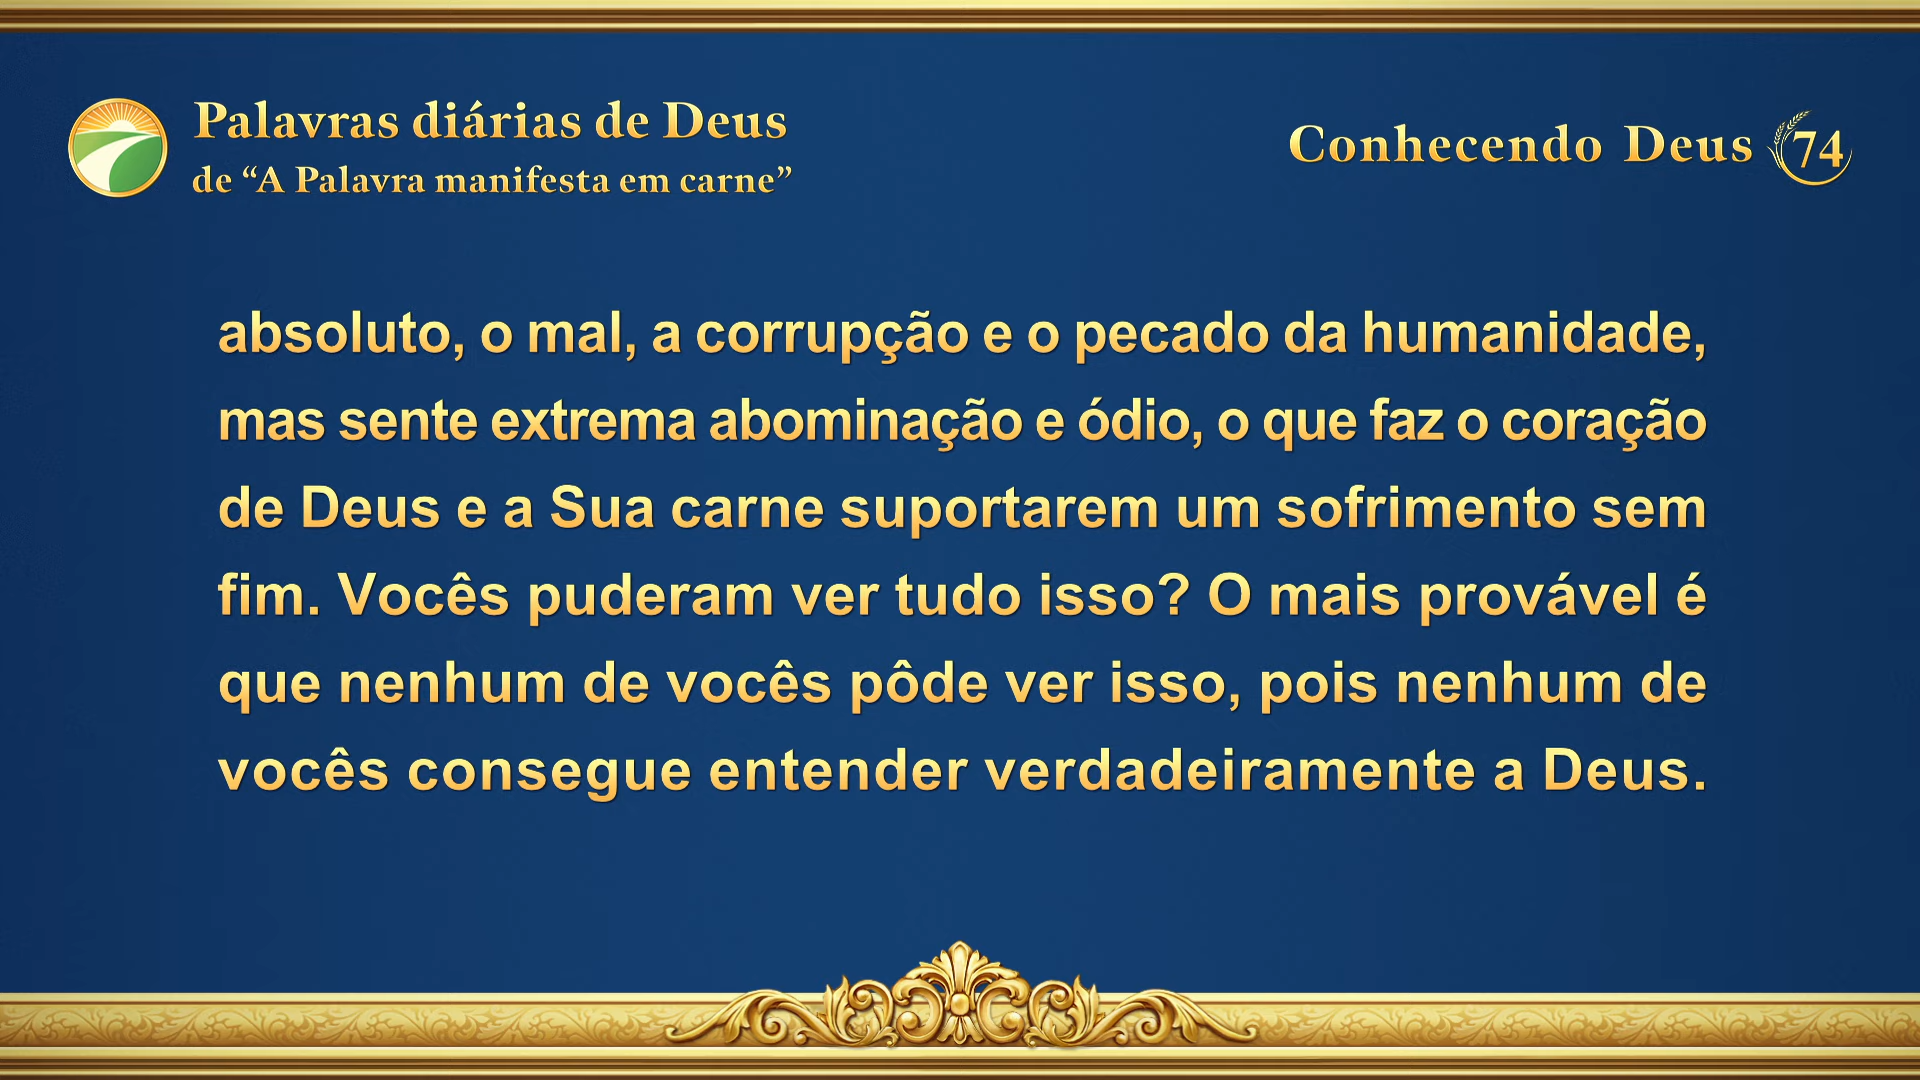 Palavras diárias de Deus
de “A Palavra manifesta em carne”
Conhecendo Deus 74
absoluto, o mal, a corrupção e o pecado da humanidade,
mas sente extrema abominação e ódio, o que faz o coração
de Deus e a Sua carne suportarem um sofrimento sem
fim. Vocês puderam ver tudo isso? O mais provável é
que nenhum de vocês pôde ver isso, pois nenhum de
vocês consegue entender verdadeiramente a Deus.